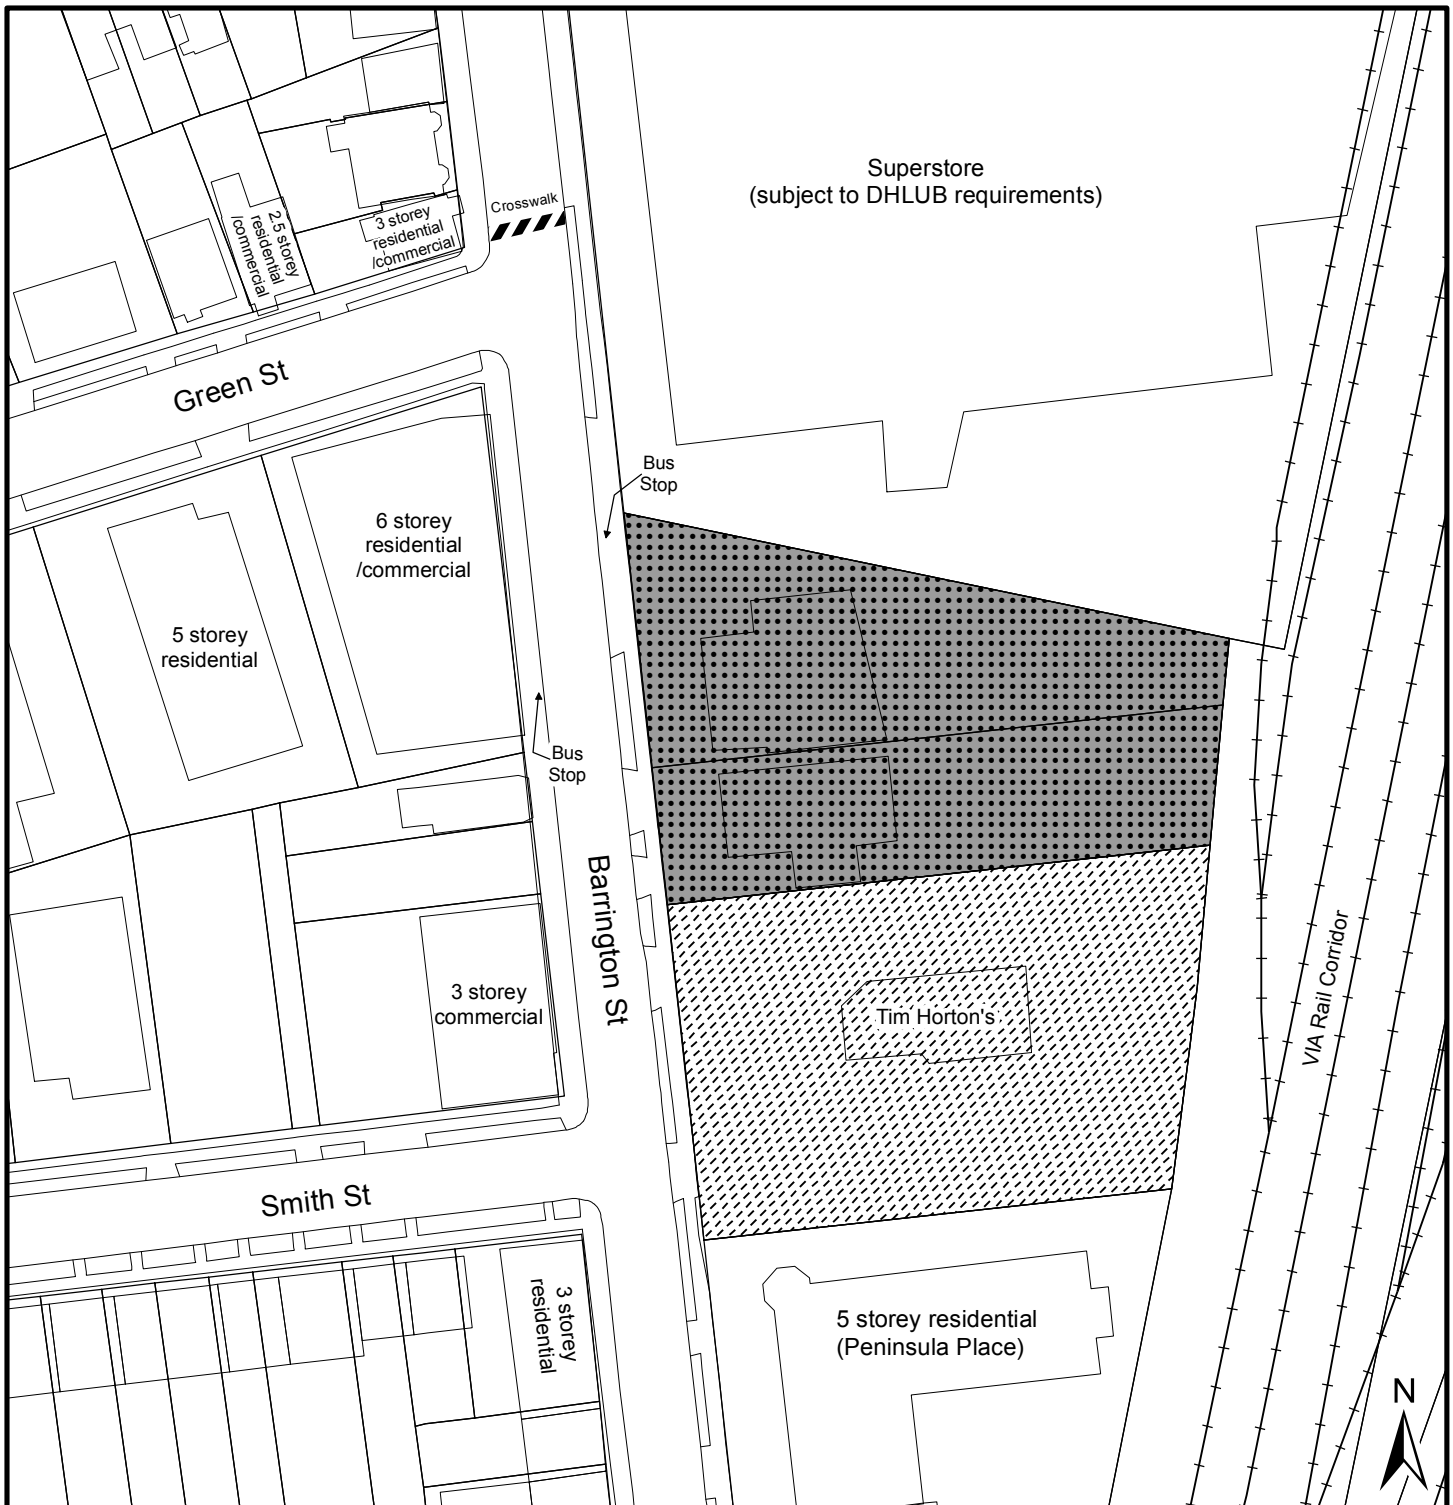 Superstore
(subject to DHLUB requirements)
Crosswalk
2.5 storey
residential
/commercial
3 storey
residential
/commercial
Green St
Bus
Stop
6 storey
residential
/commercial
5 storey
residential
Bus
Stop
Barrington St
3 storey
commercial
Tim Horton's
VIA Rail Corridor
Smith St
3 storey
residential
5 storey residential
(Peninsula Place)
N